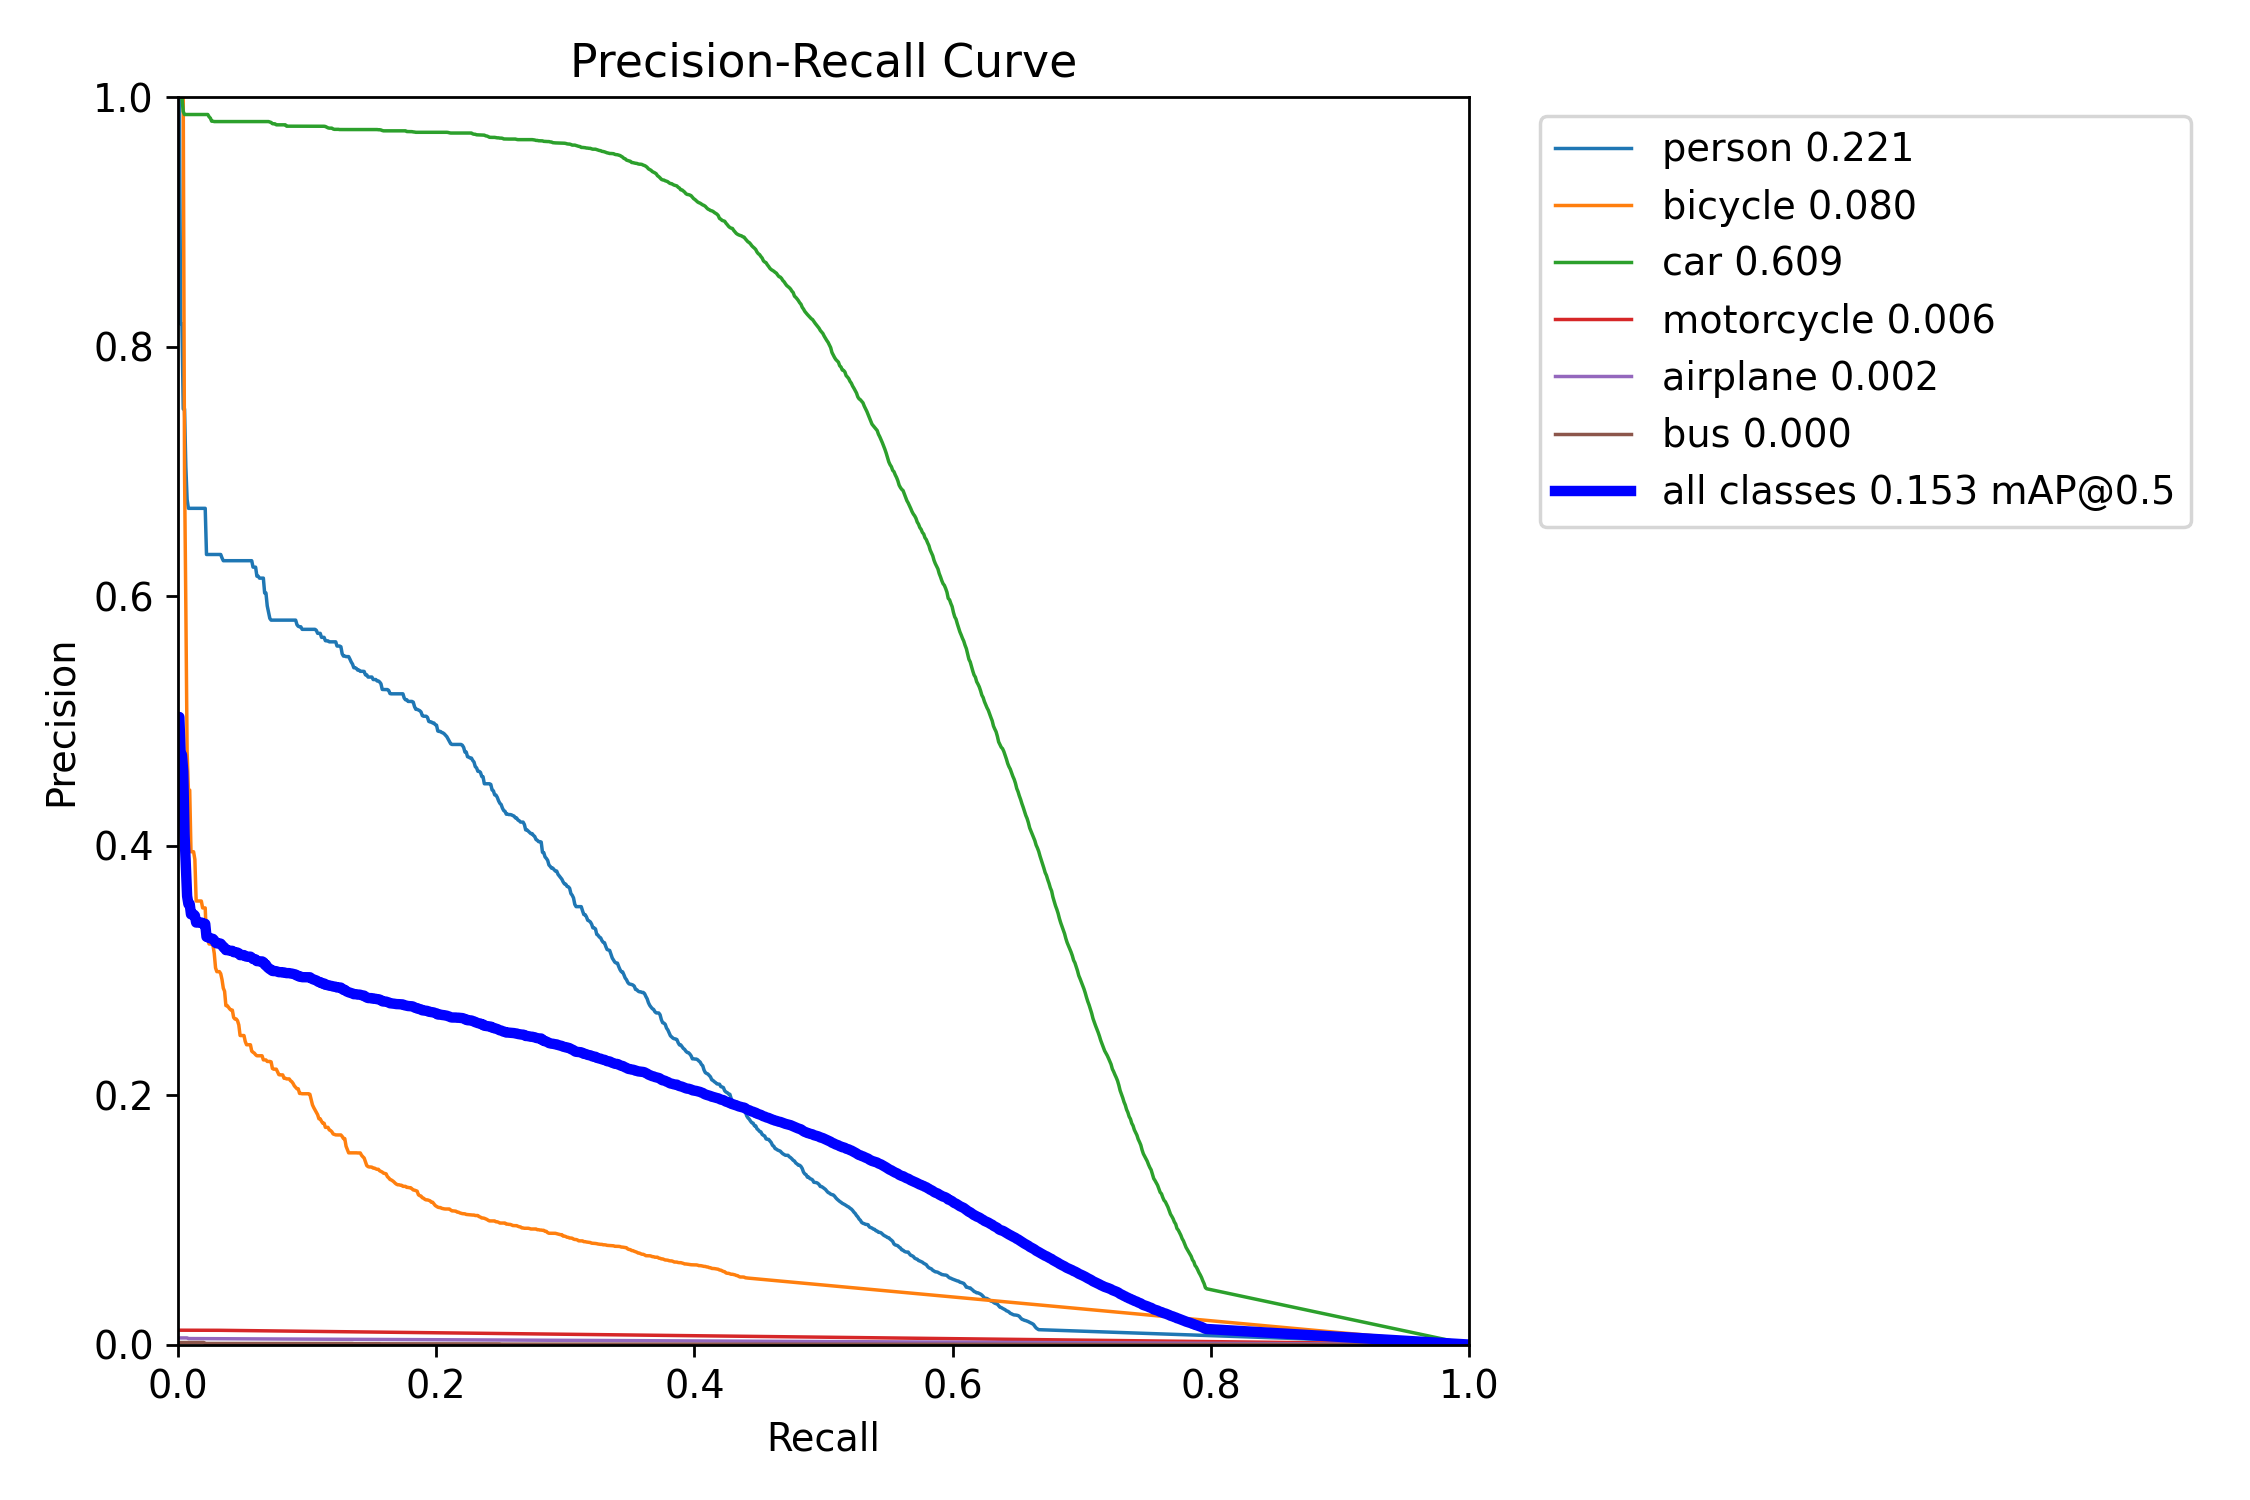 Precision-Recall Curve
1.0
0.8
0.6
0.4
0.2
0.0
Precision
0.0 0.2 0.4 0.6 0.8 1.0
Recall
person 0.221
bicycle 0.080
car 0.609
motorcycle 0.006
airplane 0.002
bus 0.000
all classes 0.153 mAP@0.5